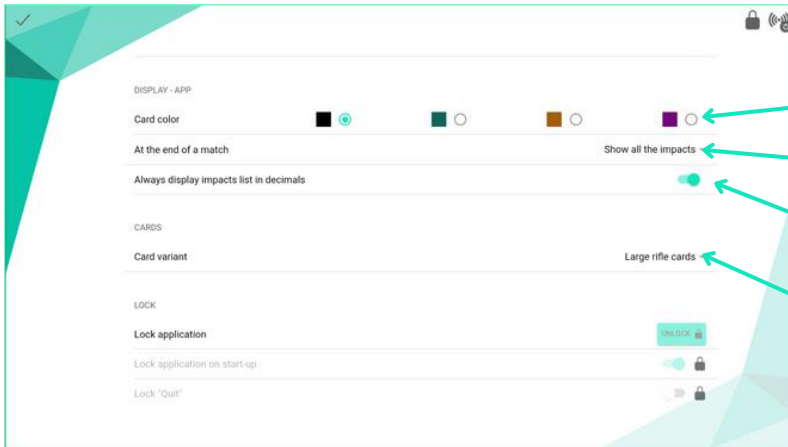 DISPLAY - APP
Card color
At the end of a match Show all the impacts
Always display impacts list in decimals
CARDS
Card variant Large rifle cards
LOCK
Lock application UNLOCK
Lock application on start-up
Lock "Quit"